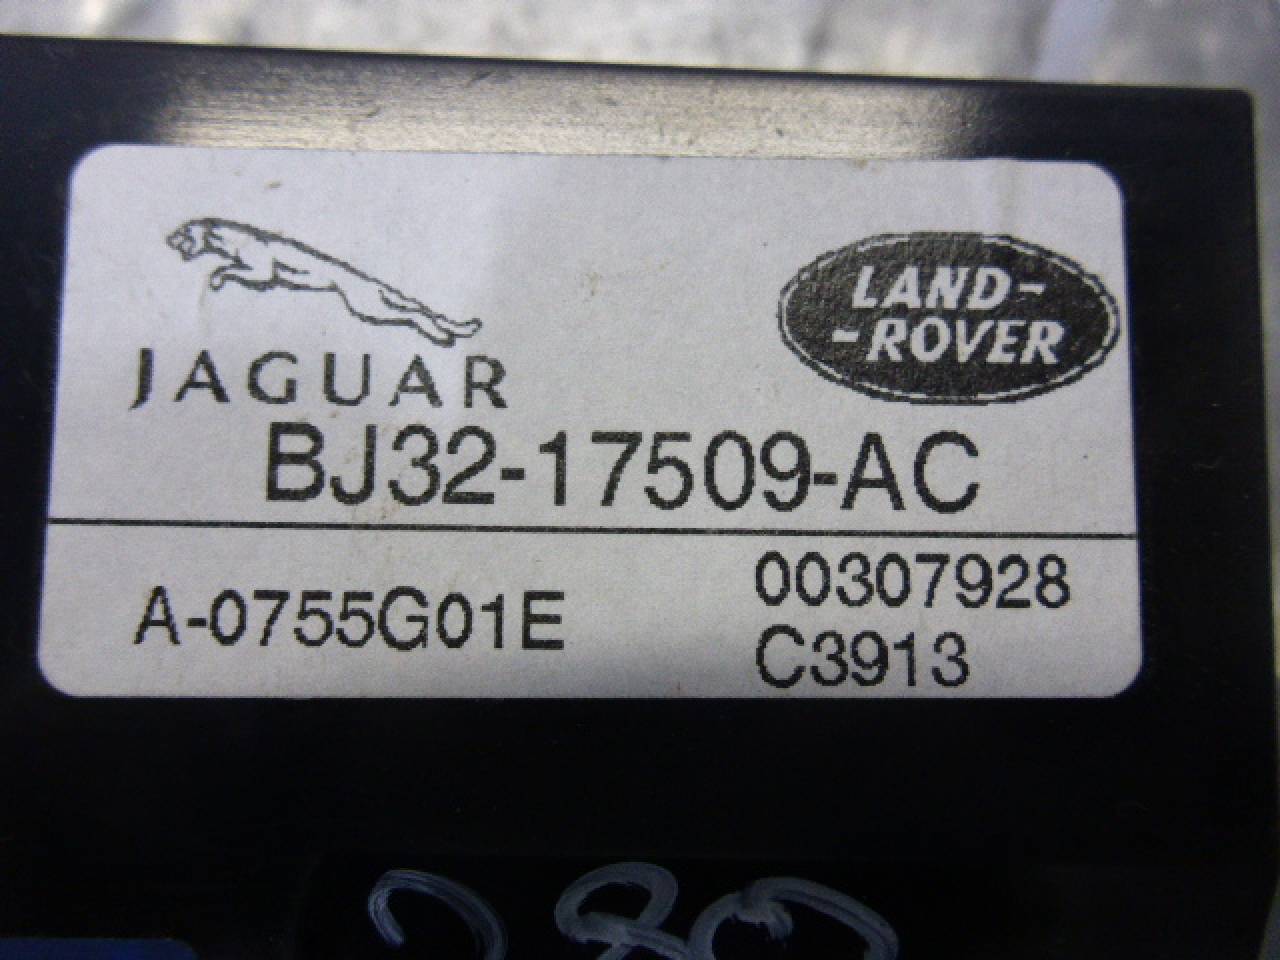 JAGUAR
LAND-
-ROVER
BJ32-17509-AC
A-0755G01E
00307928
C3913